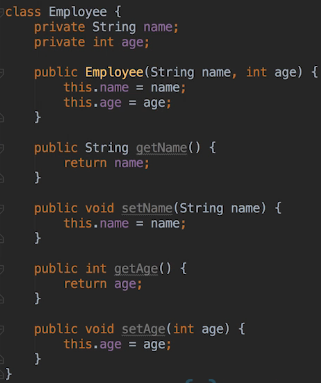 class Employee {
    private String name;
    private int age;

    public Employee(String name, int age) {
        this.name = name;
        this.age = age;
    }

    public String getName() {
        return name;
    }

    public void setName(String name) {
        this.name = name;
    }

    public int getAge() {
        return age;
    }

    public void setAge(int age) {
        this.age = age;
    }
}